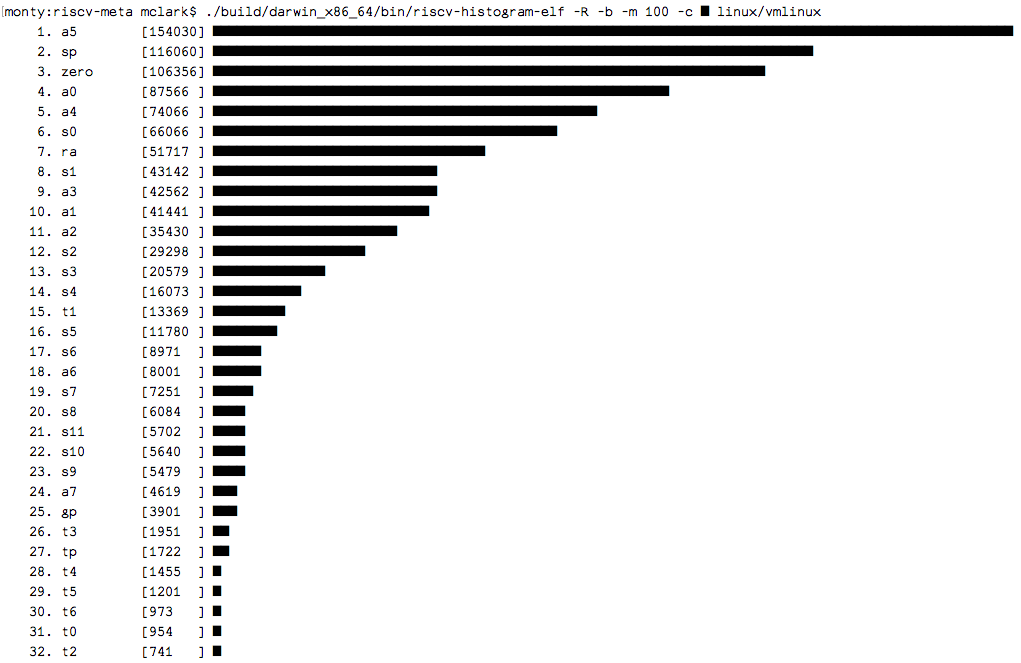 [monty:riscv-meta mclark$ ./build/darwin_x86_64/bin/riscv-histogram-elf -R -b -m 100 -c ■ linux/vmlinux
1. a5 [154030]
2. sp [116060]
3. zero [106356]
4. a0 [87566 ]
5. a4 [74066 ]
6. s0 [66066 ]
7. ra [51717 ]
8. s1 [43142 ]
9. a3 [42562 ]
10. a1 [41441 ]
11. a2 [35430 ]
12. s2 [29298 ]
13. s3 [20579 ]
14. s4 [16073 ]
15. t1 [13369 ]
16. s5 [11780 ]
17. s6 [8971 ]
18. a6 [8001 ]
19. s7 [7251 ]
20. s8 [6084 ]
21. s11 [5702 ]
22. s10 [5640 ]
23. s9 [5479 ]
24. a7 [4619 ]
25. gp [3901 ]
26. t3 [1951 ]
27. tp [1722 ]
28. t4 [1455 ]
29. t5 [1201 ]
30. t6 [973 ]
31. t0 [954 ]
32. t2 [741 ]